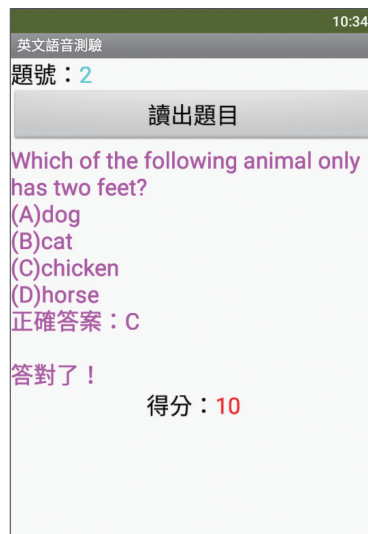 10:34
英文語音測驗
題號：2
讀出題目
Which of the following animal only
has two feet?
(A)dog
(B)cat
(C)chicken
(D)horse
正確答案：C
答對了！
得分：10